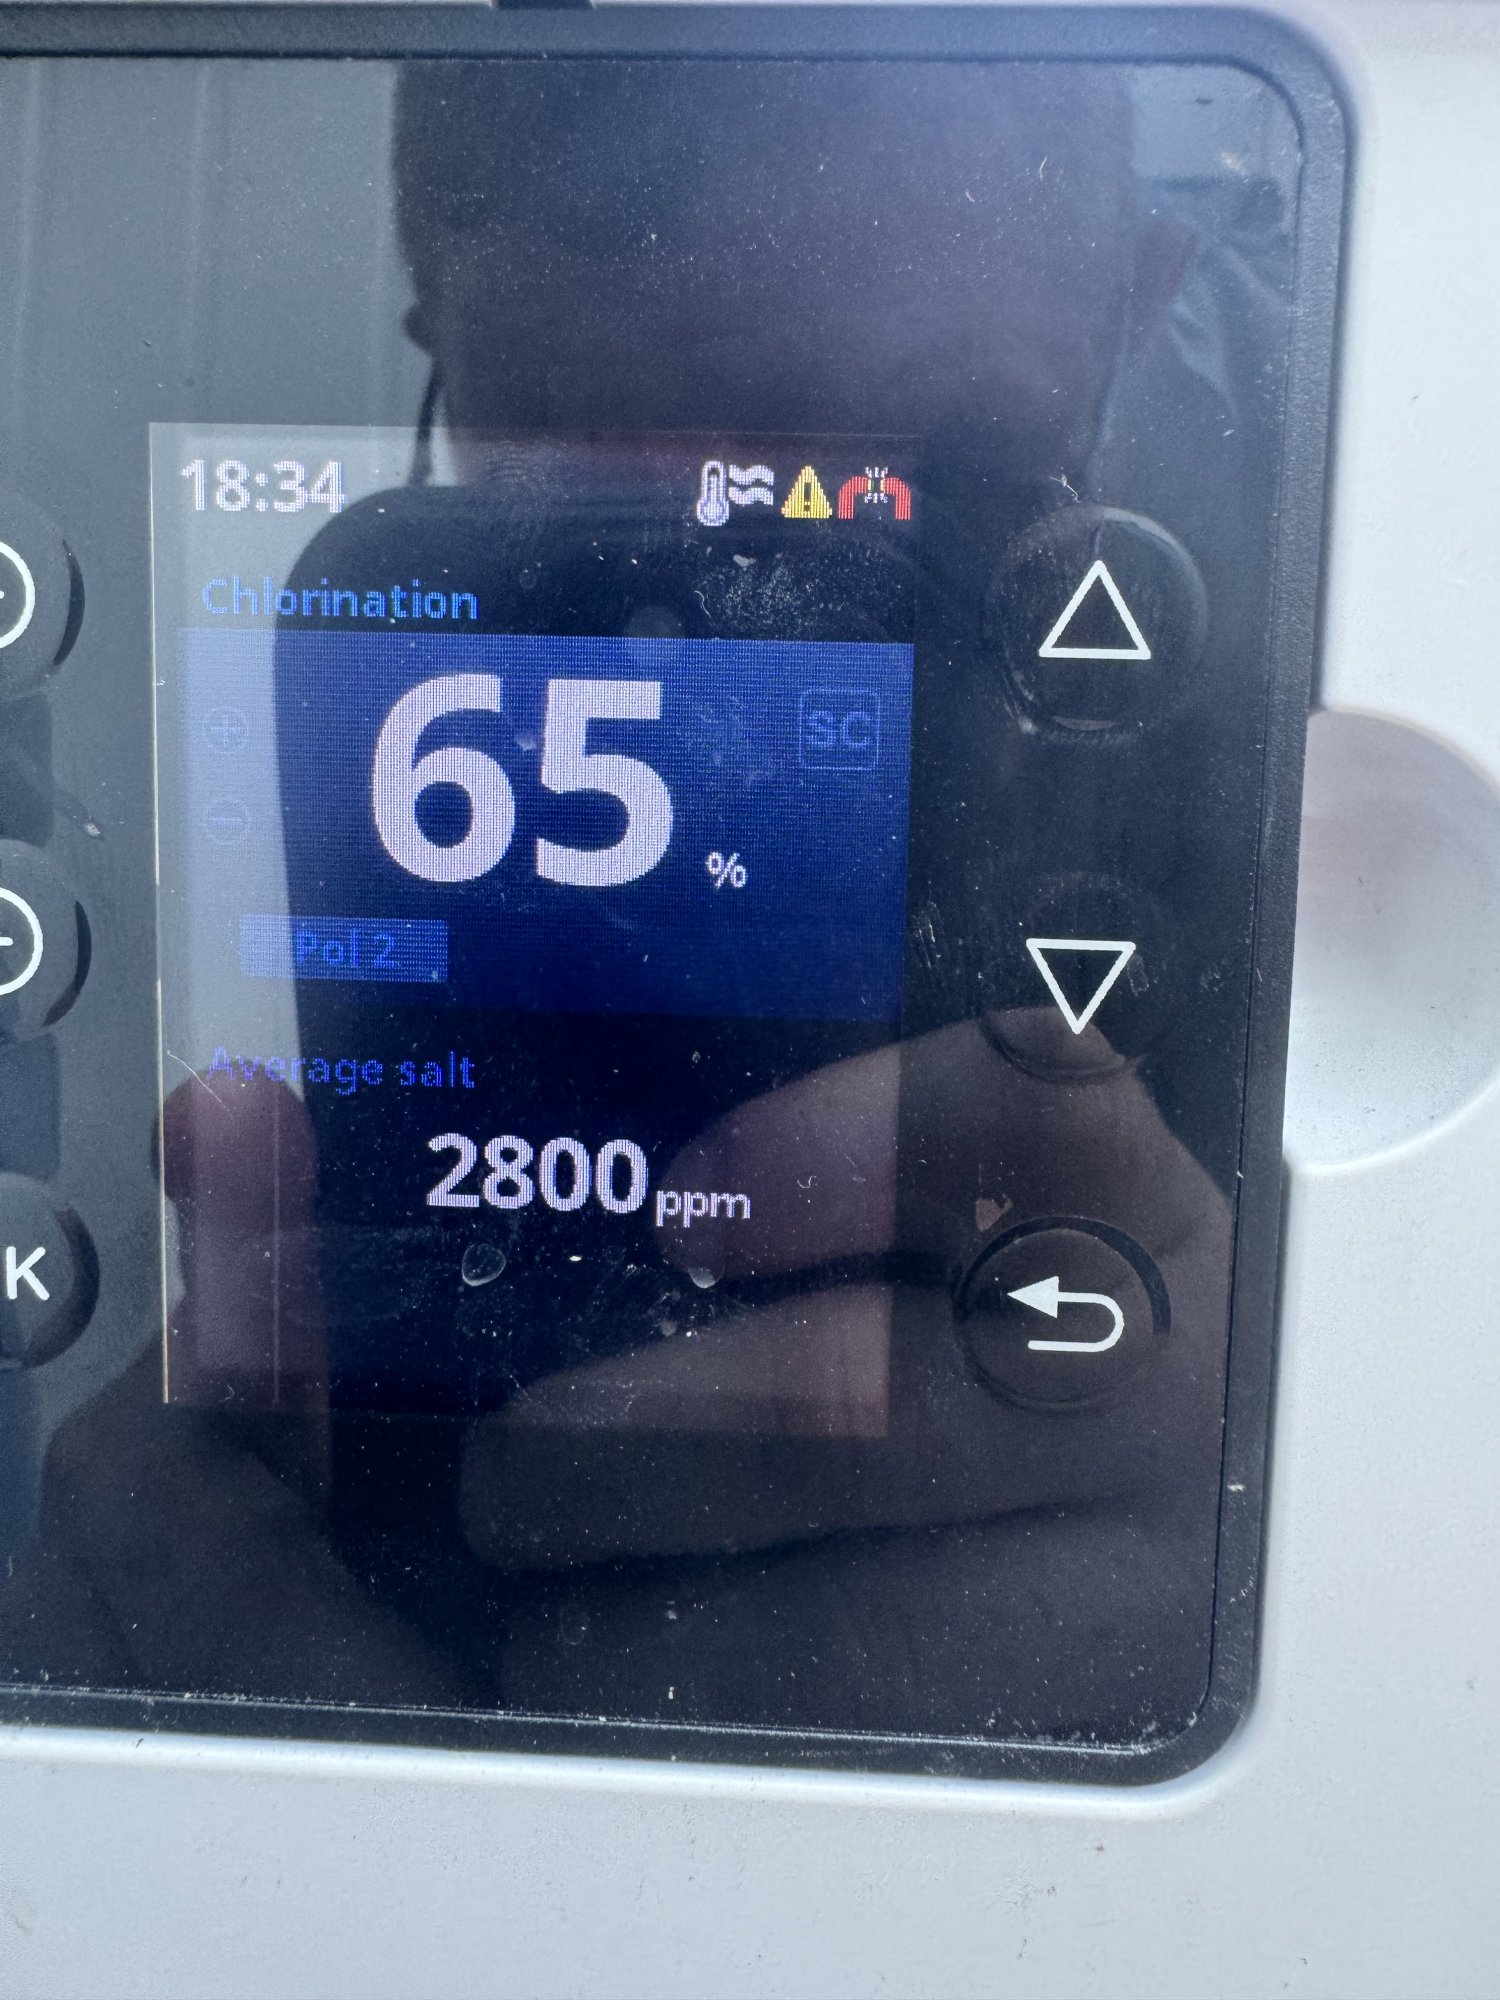 18:34
Chlorination
65 %
SC
Pol 2
Average salt
2800 ppm
K